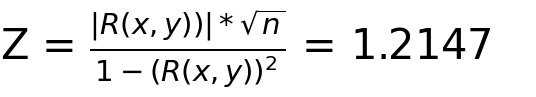 Z = |R(x, y))| * √n / 1 − (R(x, y))² = 1.2147